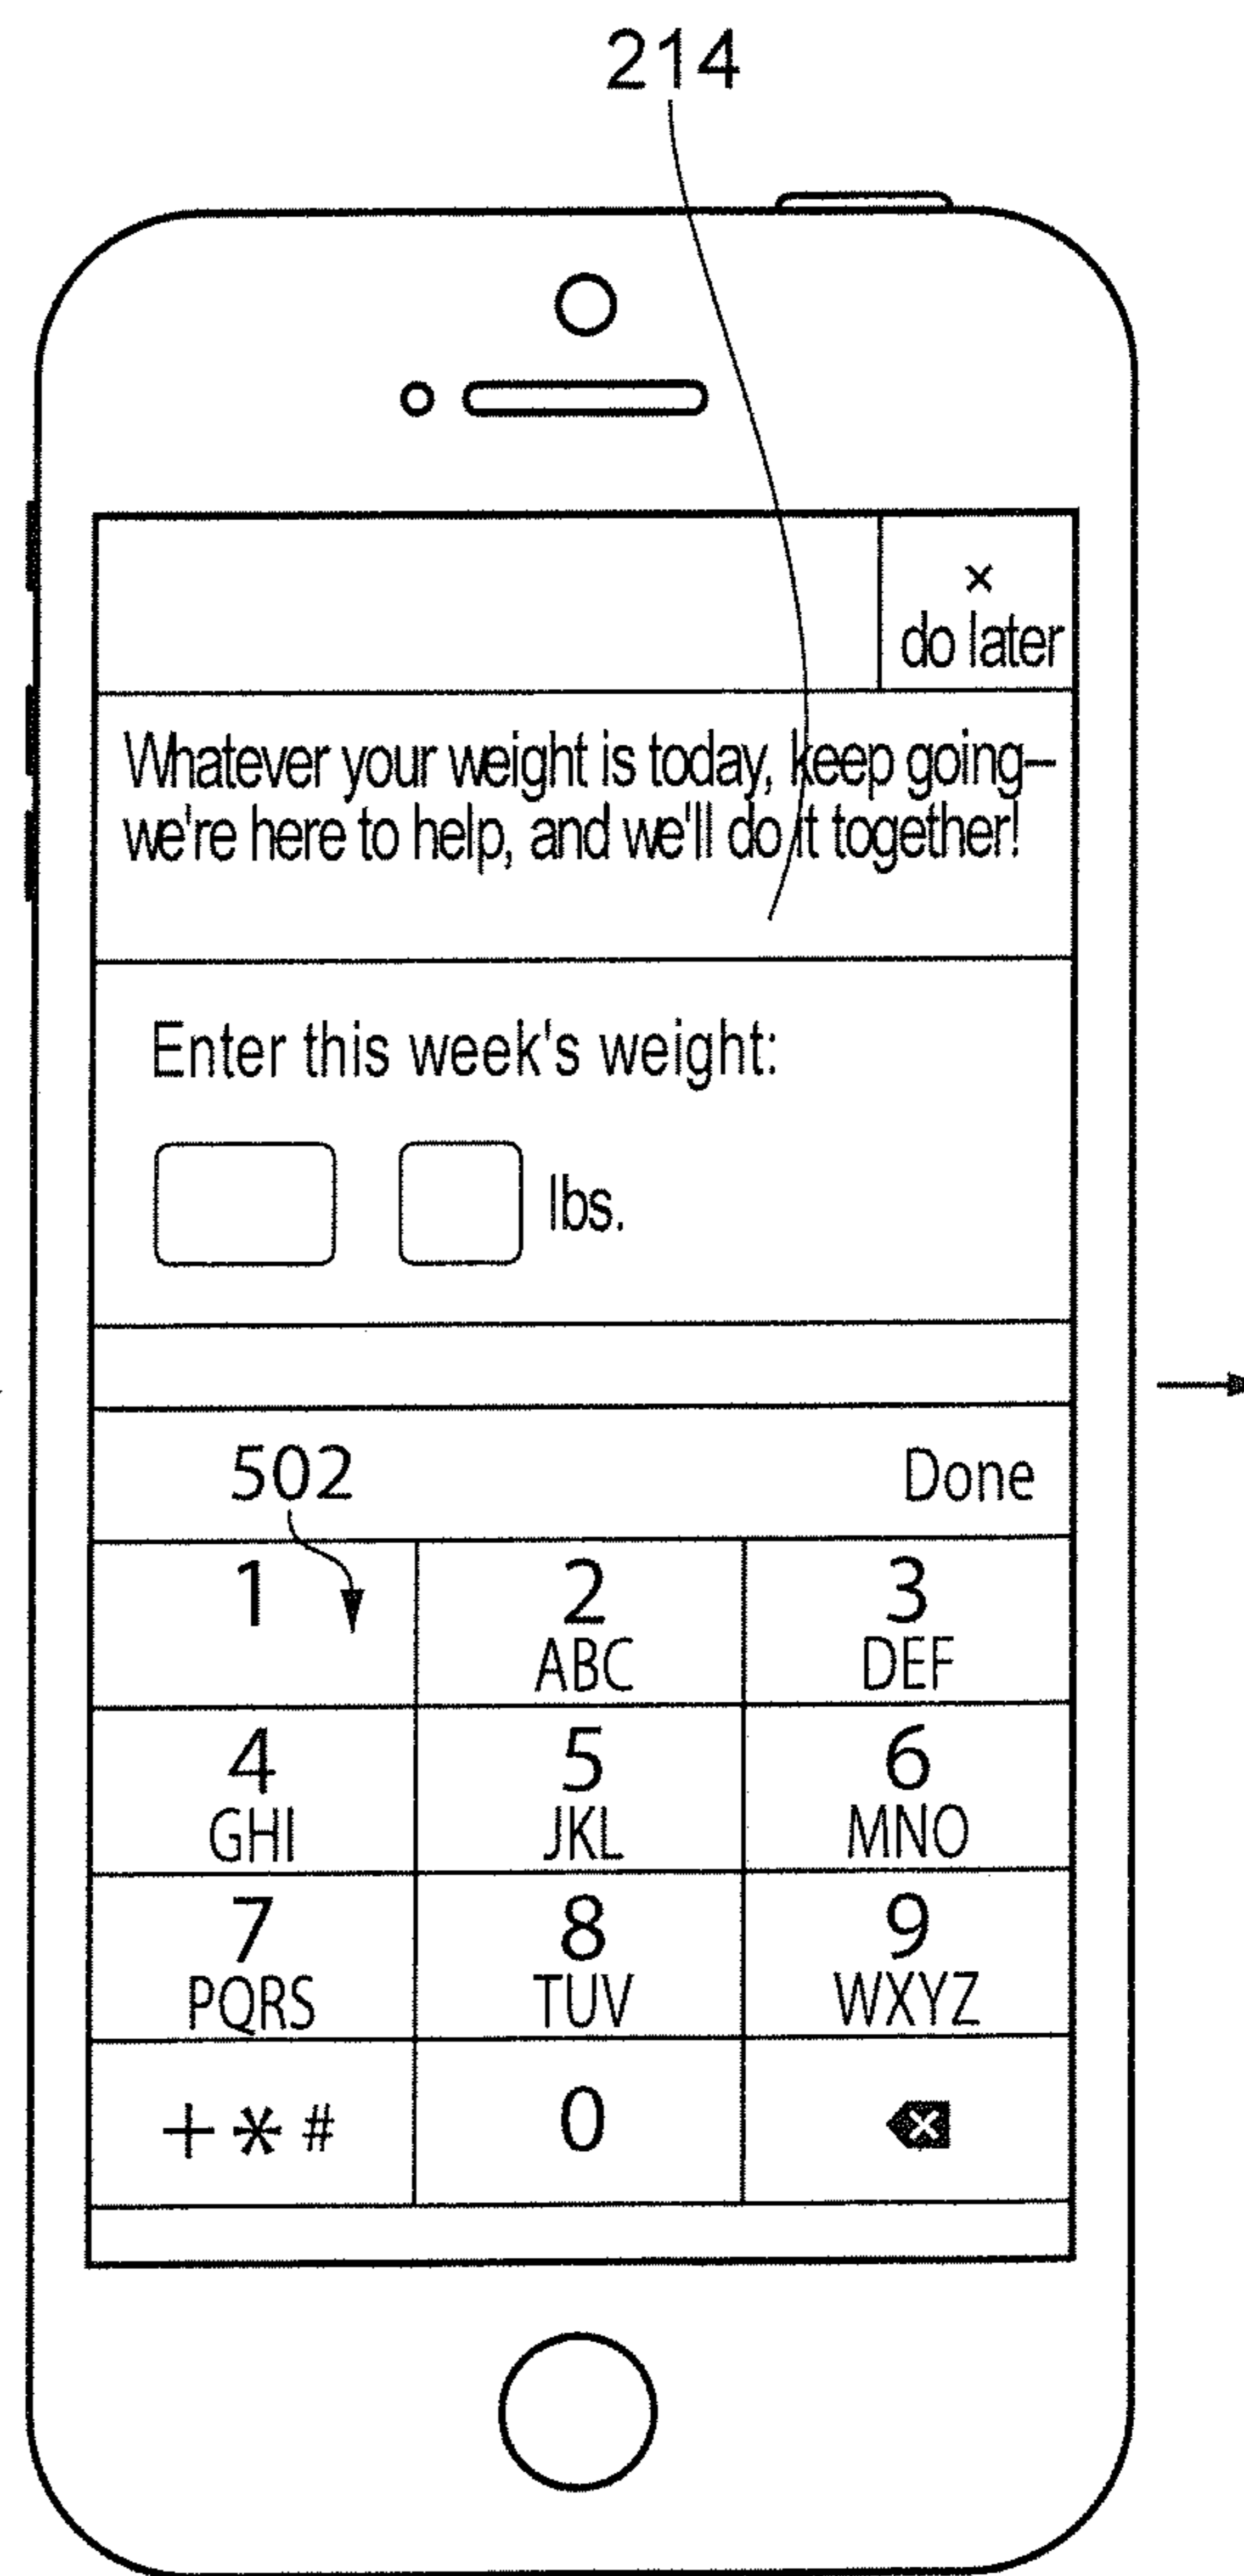 214
×
do later
Whatever your weight is today, keep going–
we're here to help, and we'll do it together!
Enter this week's weight:
lbs.
502
Done
1 2 3
ABC DEF
4 5 6
GHI JKL MNO
7 8 9
PQRS TUV WXYZ
+ * # 0